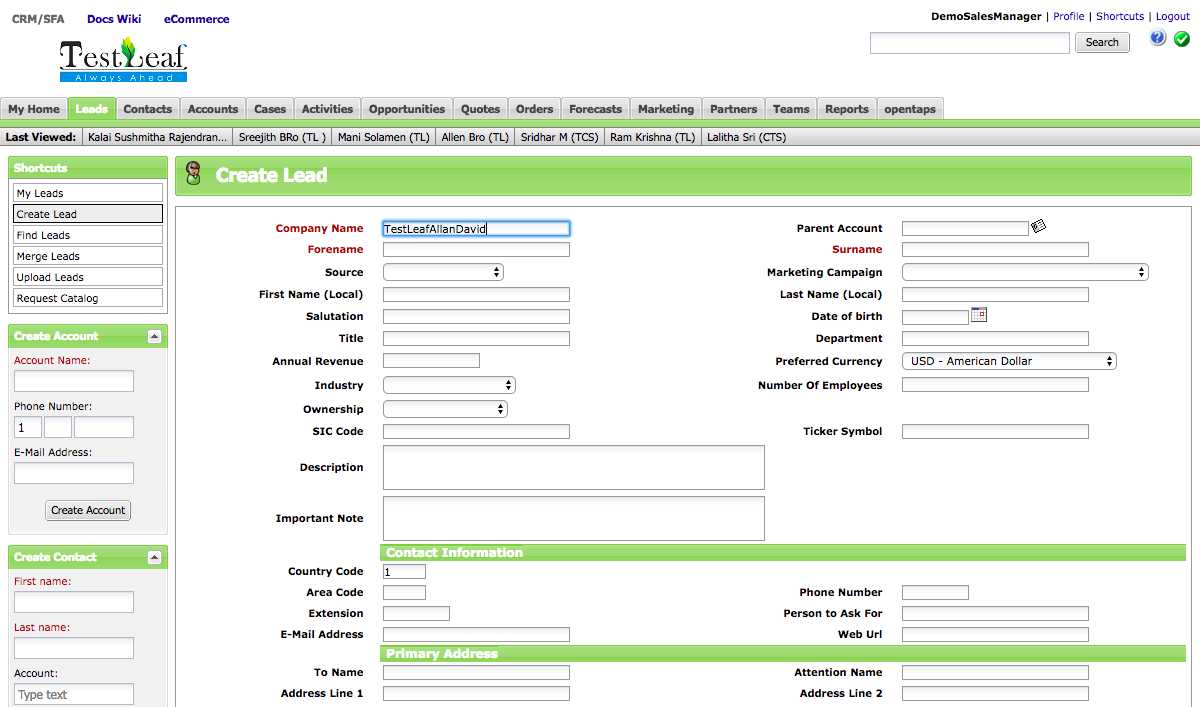 CRM/SFA Docs Wiki eCommerce
DemoSalesManager | Profile | Shortcuts | Logout
TestLeaf
Always Ahead
Search
?
My Home Leads Contacts Accounts Cases Activities Opportunities Quotes Orders Forecasts Marketing Partners Teams Reports opentaps
Last Viewed: Kalai Sushmitha Rajendran... Sreejith BRo (TL ) Mani Solamen (TL) Allen Bro (TL) Sridhar M (TCS) Ram Krishna (TL) Lalitha Sri (CTS)
Shortcuts
My Leads
Create Lead
Find Leads
Merge Leads
Upload Leads
Request Catalog
Create Account
Account Name:
Phone Number:
1
E-Mail Address:
Create Account
Create Contact
First name:
Last name:
Account:
Type text
Create Lead
Company Name TestLeafAllanDavid Parent Account
Forename Surname
Source Marketing Campaign
First Name (Local) Last Name (Local)
Salutation Date of birth
Title Department
Annual Revenue Preferred Currency USD - American Dollar
Industry Number Of Employees
Ownership
SIC Code Ticker Symbol
Description
Important Note
Contact Information
Country Code 1
Area Code Phone Number
Extension Person to Ask For
E-Mail Address Web Url
Primary Address
To Name Attention Name
Address Line 1 Address Line 2